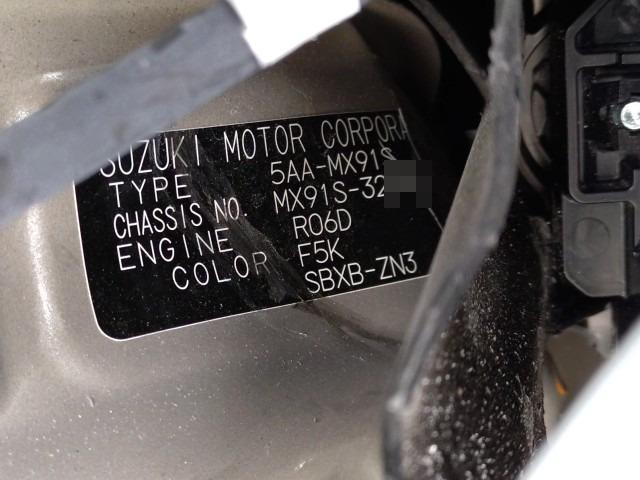 SUZUKI MOTOR CORPORA
TYPE 5AA-MX91S
CHASSIS NO. MX91S-32
ENGINE R06D
COLOR F5K
SBXB-ZN3